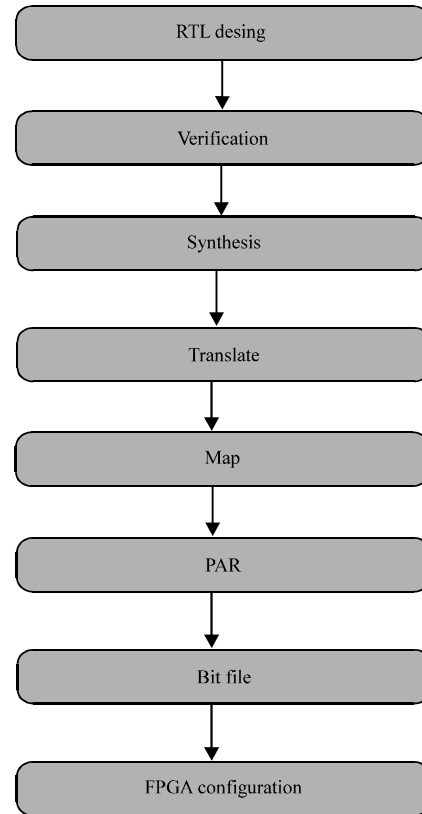 RTL desing
Verification
Synthesis
Translate
Map
PAR
Bit file
FPGA configuration